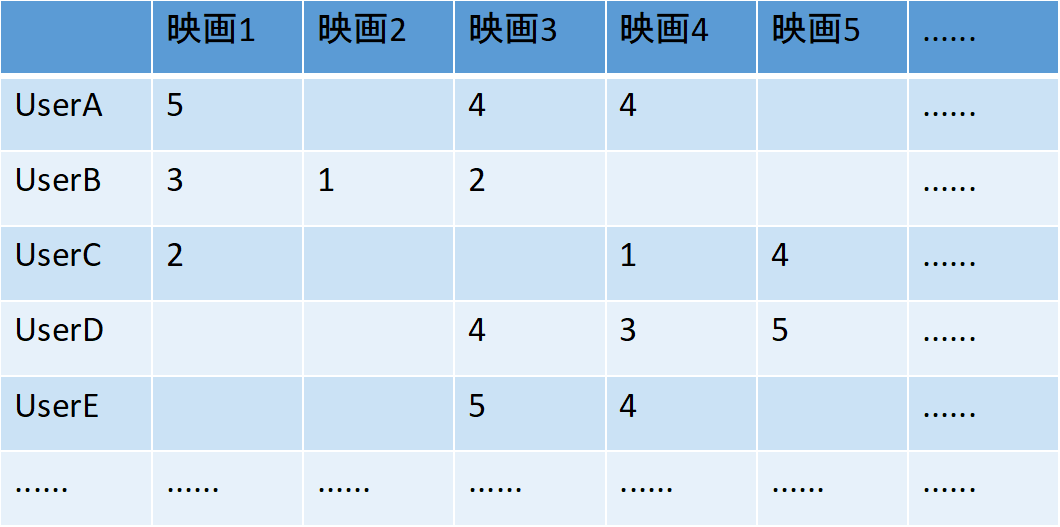 映画1 映画2 映画3 映画4 映画5 ......
UserA 5 4 4 ......
UserB 3 1 2 ......
UserC 2 1 4 ......
UserD 4 3 5 ......
UserE 5 4 ......
...... ...... ...... ...... ...... ...... ......